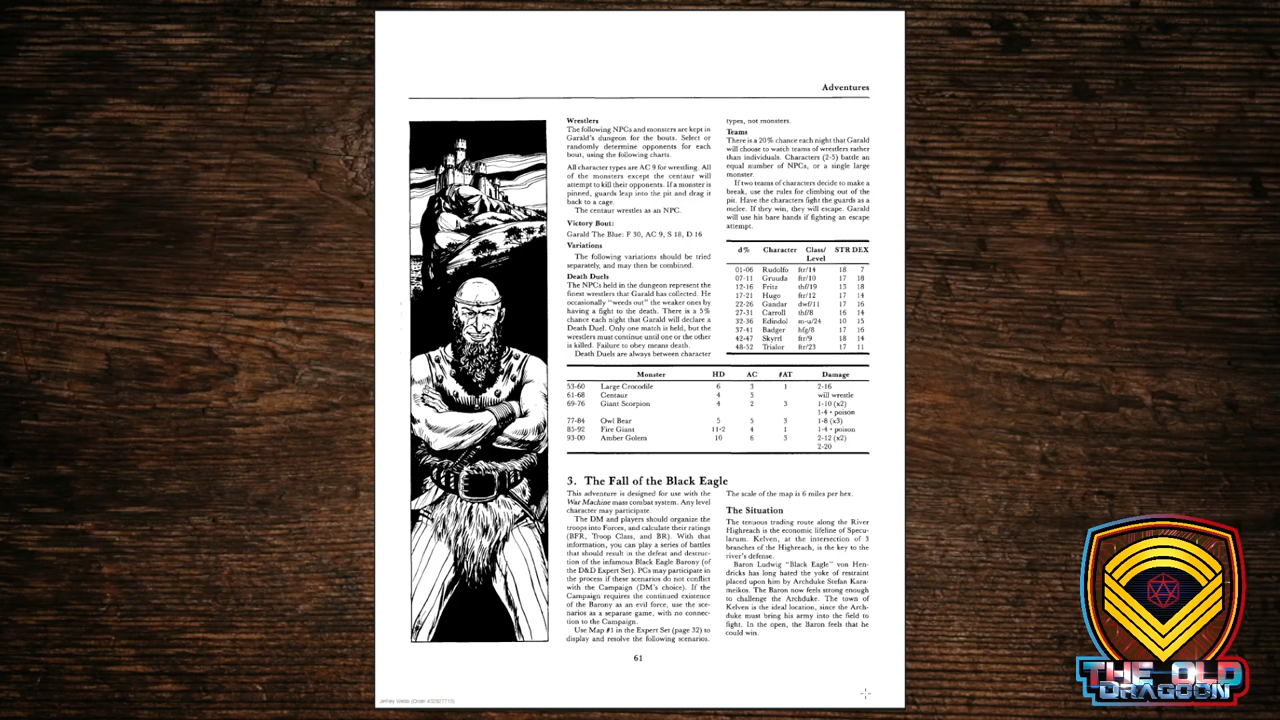 Adventures
Wrestlers
The following NPCs and monsters are kept in
Garald's dungeon for the bouts. Select or
randomly determine opponents for each
bout, using the following charts.
All character types are AC 9 for wrestling. All
of the monsters except the centaur will
attempt to kill their opponents. If a monster is
pinned, guards leap into the pit and drag it
back to a cage.
The centaur wrestles as an NPC.
Victory Bout:
Garald The Blue: F 30, AC 9, S 18, D 16
Variations
The following variations should be tried
separately, and may then be combined.
Death Duels
The NPCs held in the dungeon represent the
finest wrestlers that Garald has collected. He
occasionally "weeds out" the weaker ones by
having a fight to the death. There is a 5%
chance each night that Garald will declare a
Death Duel. Only one match is held, but the
wrestlers must continue until one or the other
is killed. Failure to obey means death.
Death Duels are always between character
types, not monsters.
Teams
There is a 20% chance each night that Garald
will choose to watch teams of wrestlers rather
than individuals. Characters (2-5) battle an
equal number of NPCs, or a single large
monster.
If two teams of characters decide to make a
break, use the rules for climbing out of the
pit. Have the characters fight the guards as a
melee. If they win, they will escape. Garald
will use his bare hands if fighting an escape
attempt.
d% Character Class/ STR DEX
Level
01-06 Rudolfo ftr/14 18 7
07-11 Gruuda ftr/10 17 18
12-16 Fritz thf/19 13 18
17-21 Hugo ftr/12 17 14
22-26 Gandar dwf/11 17 16
27-31 Carroll thf/8 16 14
32-36 Edindol m-u/24 10 15
37-41 Badger hfg/8 17 16
42-47 Skyrrl ftr/9 18 14
48-52 Trialor ftr/23 17 11
Monster HD AC #AT Damage
53-60 Large Crocodile 6 3 1 2-16
61-68 Centaur 4 5 will wrestle
69-76 Giant Scorpion 4 2 3 1-10 (x2)
1-4 + poison
77-84 Owl Bear 5 5 3 1-8 (x3)
85-92 Fire Giant 11+2 4 1 1-4 + poison
93-00 Amber Golem 10 6 3 2-12 (x2)
2-20
3. The Fall of the Black Eagle
This adventure is designed for use with the
War Machine mass combat system. Any level
character may participate.
The DM and players should organize the
troops into Forces, and calculate their ratings
(BFR, Troop Class, and BR). With that
information, you can play a series of battles
that should result in the defeat and destruc-
tion of the infamous Black Eagle Barony (of
the D&D Expert Set). PCs may participate in
the process if these scenarios do not conflict
with the Campaign (DM's choice). If the
Campaign requires the continued existence
of the Barony as an evil force, use the sce-
narios as a separate game, with no connec-
tion to the Campaign.
Use Map #1 in the Expert Set (page 32) to
display and resolve the following scenarios.
The scale of the map is 6 miles per hex.
The Situation
The tenuous trading route along the River
Highreach is the economic lifeline of Specu-
larum. Kelven, at the intersection of 3
branches of the Highreach, is the key to the
river's defense.
Baron Ludwig "Black Eagle" von Hen-
dricks has long hated the yoke of restraint
placed upon him by Archduke Stefan Kara-
meikos. The Baron now feels strong enough
to challenge the Archduke. The town of
Kelven is the ideal location, since the Arch-
duke must bring his army into the field to
fight. In the open, the Baron feels that he
could win.
61
Jeffrey Webb (Order #32927713)
THE OLD
DRAGOON